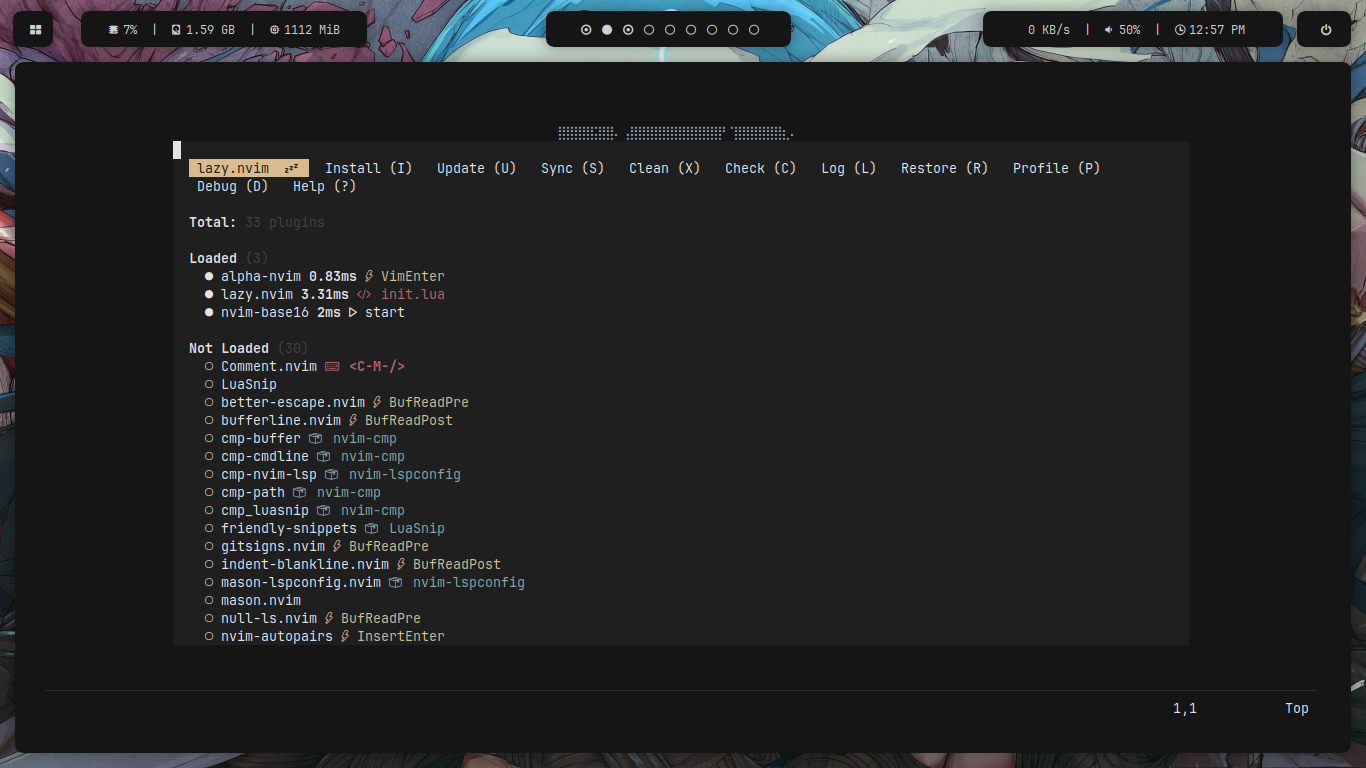 7% | 1.59 GB | 1112 MiB
0 KB/s | 50% | 12:57 PM
lazy.nvim zzz Install (I) Update (U) Sync (S) Clean (X) Check (C) Log (L) Restore (R) Profile (P)
Debug (D) Help (?)
Total: 33 plugins
Loaded (3)
● alpha-nvim 0.83ms VimEnter
● lazy.nvim 3.31ms </> init.lua
● nvim-base16 2ms start
Not Loaded (30)
○ Comment.nvim <C-M-/>
○ LuaSnip
○ better-escape.nvim BufReadPre
○ bufferline.nvim BufReadPost
○ cmp-buffer nvim-cmp
○ cmp-cmdline nvim-cmp
○ cmp-nvim-lsp nvim-lspconfig
○ cmp-path nvim-cmp
○ cmp_luasnip nvim-cmp
○ friendly-snippets LuaSnip
○ gitsigns.nvim BufReadPre
○ indent-blankline.nvim BufReadPost
○ mason-lspconfig.nvim nvim-lspconfig
○ mason.nvim
○ null-ls.nvim BufReadPre
○ nvim-autopairs InsertEnter
1,1 Top